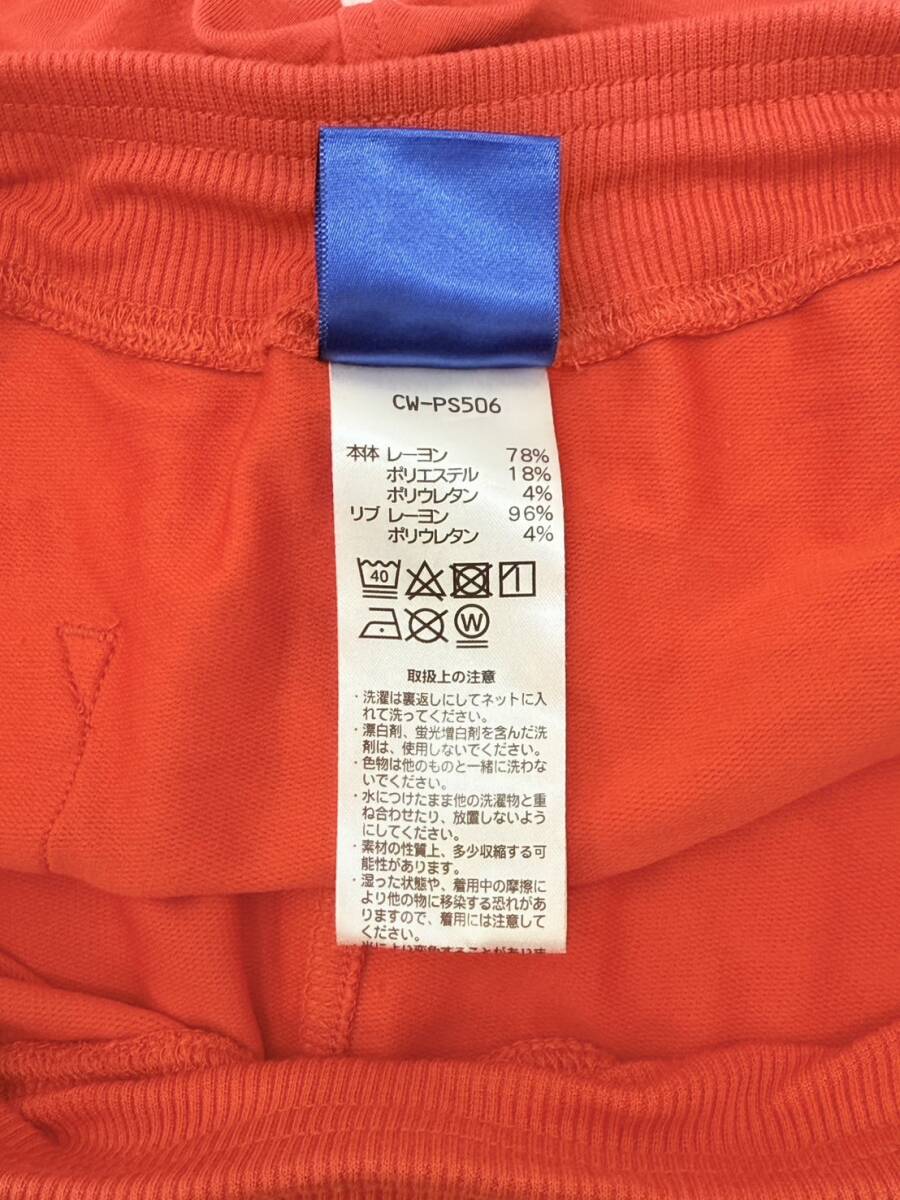 CW-PS506
本体 レーヨン 78%
ポリエステル 18%
ポリウレタン 4%
リブ レーヨン 96%
ポリウレタン 4%
40
W
取扱上の注意
・洗濯は裏返しにしてネットに入
れて洗ってください。
・漂白剤、蛍光増白剤を含んだ洗
剤は、使用しないでください。
・色物は他のものと一緒に洗わな
いでください。
・水につけたまま他の洗濯物と重
ね合わせたり、放置しないよう
にしてください。
・素材の性質上、多少収縮する可
能性があります。
・湿った状態や、着用中の摩擦に
より他の物に移染する恐れがあ
りますので、着用には注意して
ください。